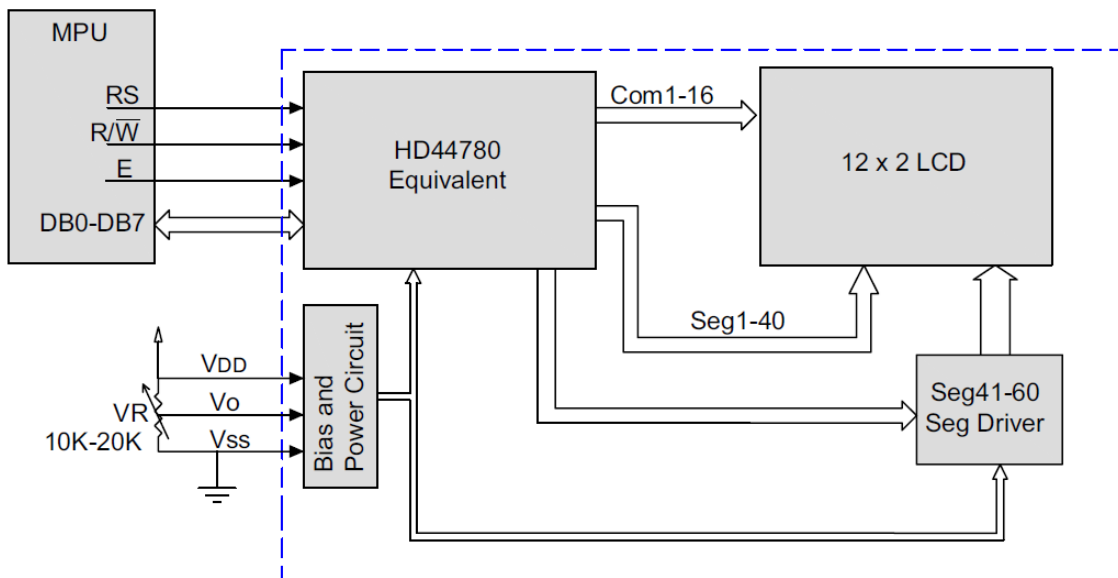 MPU
RS
R/W̅
E
DB0-DB7
HD44780
Equivalent
Com1-16
12 x 2 LCD
Seg1-40
Seg41-60
Seg Driver
Bias and
Power Circuit
VDD
Vo
Vss
VR
10K-20K